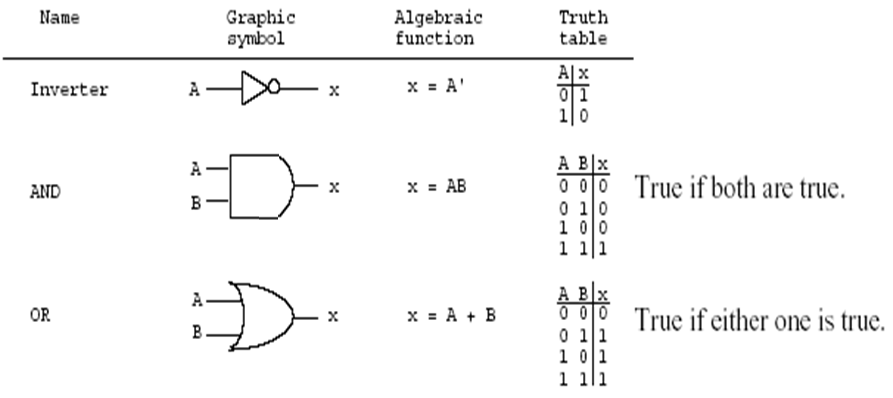 Name Graphic symbol Algebraic function Truth table
Inverter A x x = A' A x
0 1
1 0
AND A B x x = AB A B x
0 0 0
0 1 0
1 0 0
1 1 1
True if both are true.
OR A B x x = A + B A B x
0 0 0
0 1 1
1 0 1
1 1 1
True if either one is true.